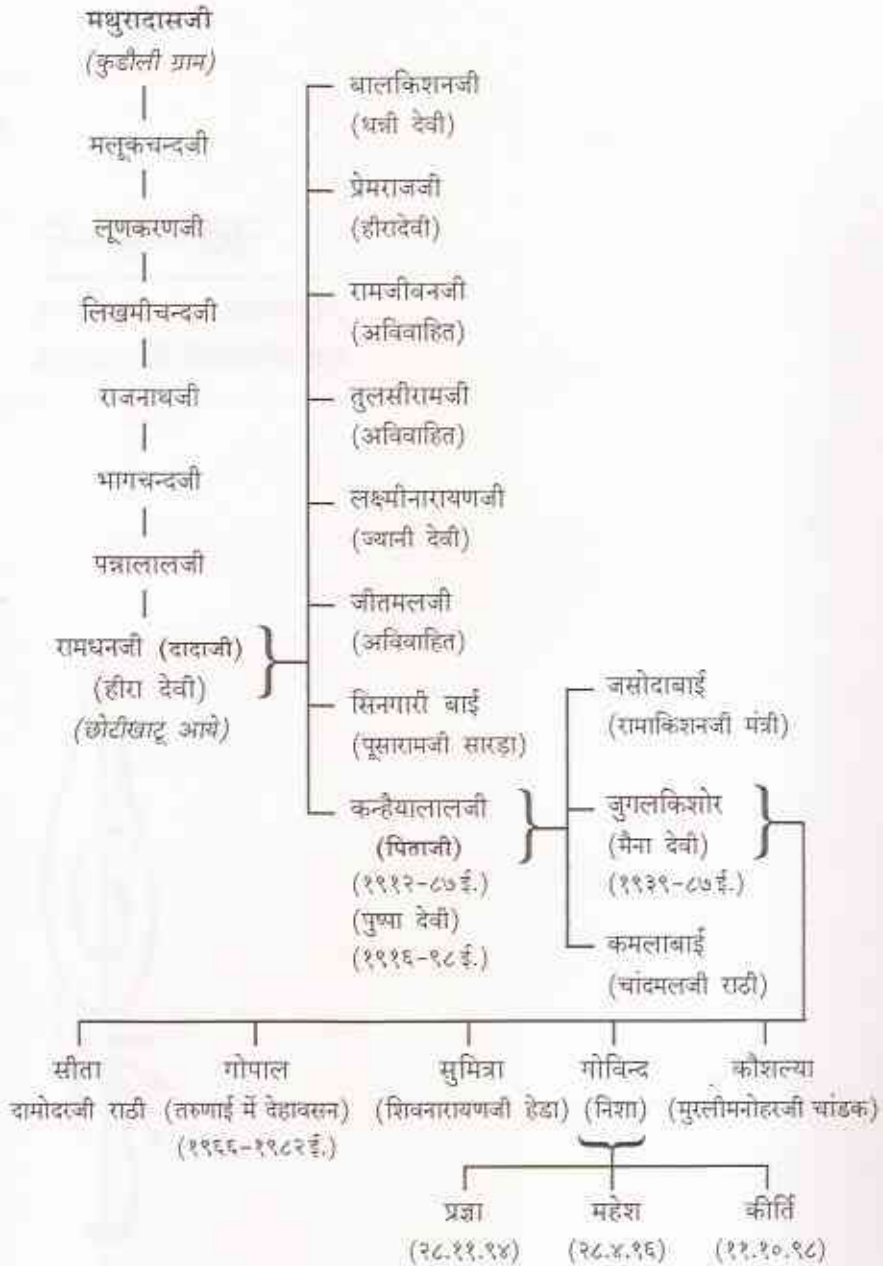 मथुरादासजी
(कुडौली ग्राम)
मलूकचन्दजी
लूणकरणजी
लिखमीचन्दजी
राजनाथजी
भागचन्दजी
पन्नालालजी
रामधनजी (दादाजी)
(हीरा देवी)
(छोटीखाटू आये)
बालकिशनजी
(धन्नी देवी)
प्रेमराजजी
(हीरादेवी)
रामजीवनजी
(अविवाहित)
तुलसीरामजी
(अविवाहित)
लक्ष्मीनारायणजी
(ज्यानी देवी)
जीतमलजी
(अविवाहित)
सिनगारी बाई
(पूसारामजी सारड़ा)
कन्हैयालालजी
(पिताजी)
(१९१२-८७ई.)
(पुष्पा देवी)
(१९१६-९८ई.)
जसोदाबाई
(रामाकिशनजी मंत्री)
जुगलकिशोर
(मैना देवी)
(१९३९-८७ई.)
कमलाबाई
(चांदमलजी राठी)
सीता
दामोदरजी राठी
गोपाल
(तरुणाई में देहावसन)
(१९६६-१९८२ई.)
सुमित्रा
(शिवनारायणजी हेडा)
गोविन्द
(निशा)
कौशल्या
(मुरलीमनोहरजी चांडक)
प्रज्ञा
(२८.११.९४)
महेश
(२८.४.९६)
कीर्ति
(११.१०.९८)